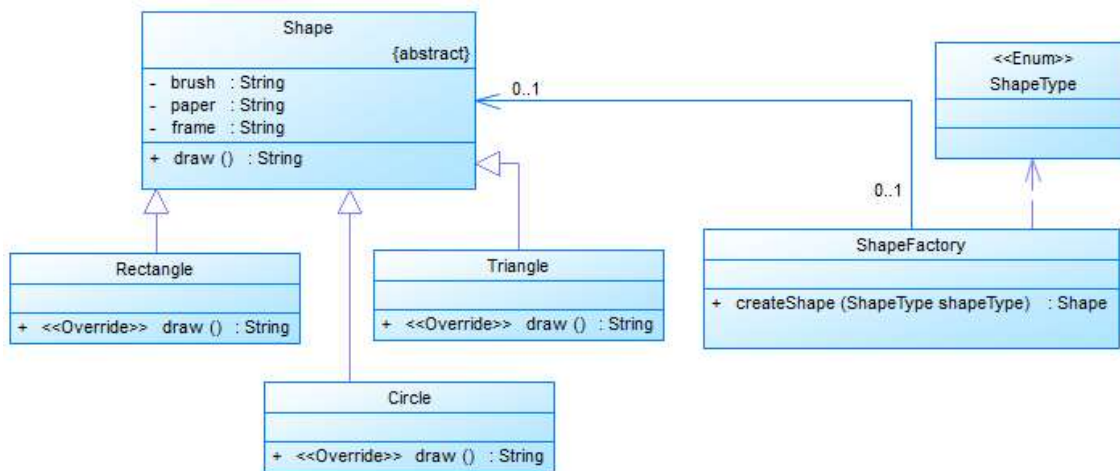 Shape
{abstract}
- brush : String
- paper : String
- frame : String
+ draw () : String
0..1
<<Enum>>
ShapeType
0..1
ShapeFactory
+ createShape (ShapeType shapeType) : Shape
Rectangle
+ <<Override>> draw () : String
Triangle
+ <<Override>> draw () : String
Circle
+ <<Override>> draw () : String